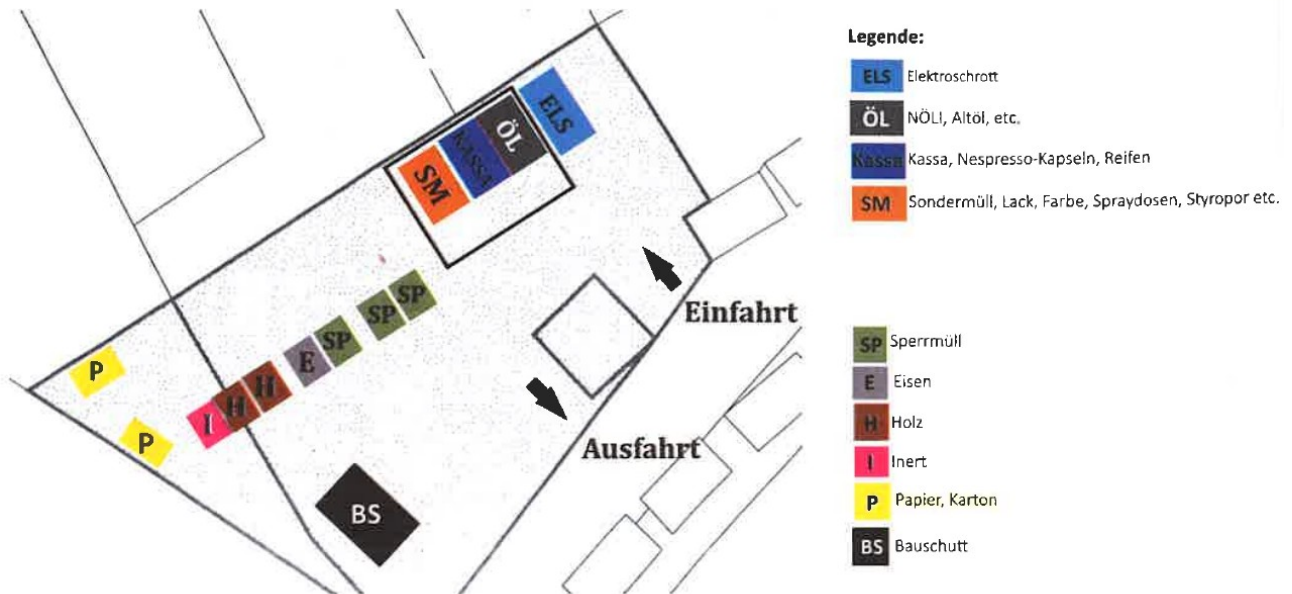 ELS
ÖL
KASSA
SM
SP
SP
SP
E
H
H
I
P
P
BS
Einfahrt
Ausfahrt
Legende:
ELS Elektroschrott
ÖL NÖLI, Altöl, etc.
Kassa Kassa, Nespresso-Kapseln, Reifen
SM Sondermüll, Lack, Farbe, Spraydosen, Styropor etc.
SP Sperrmüll
E Eisen
H Holz
I Inert
P Papier, Karton
BS Bauschutt